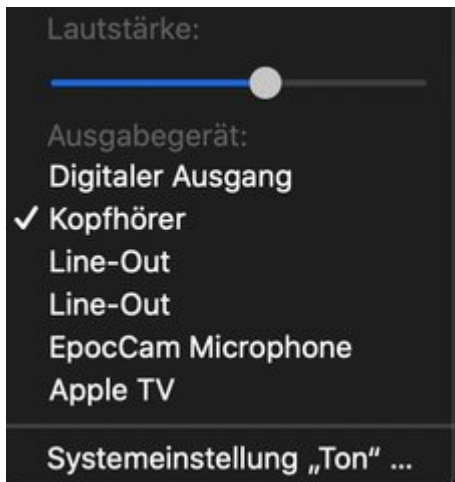 Lautstärke:
Ausgabegerät:
Digitaler Ausgang
✓ Kopfhörer
Line-Out
Line-Out
EpocCam Microphone
Apple TV
Systemeinstellung „Ton“ ...